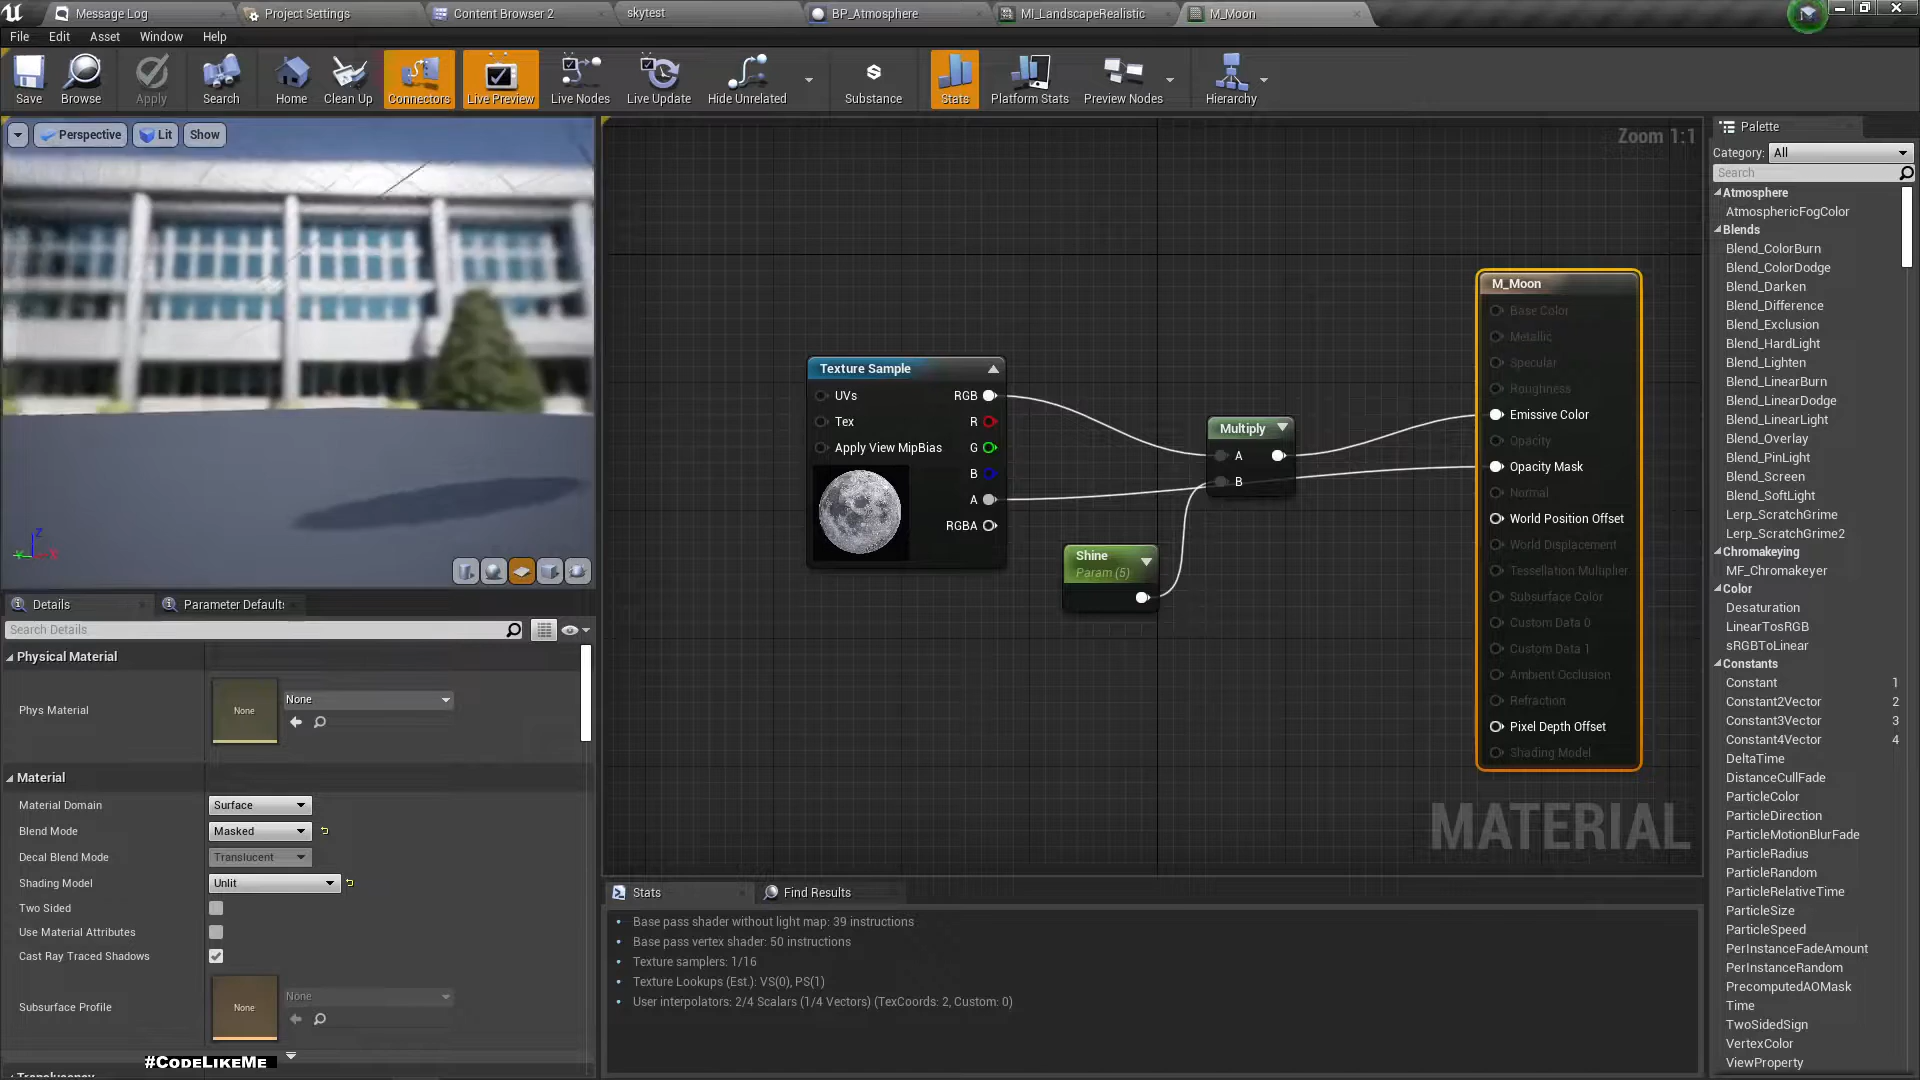 Message Log
Project Settings
Content Browser 2
skytest
BP_Atmosphere
MI_LandscapeRealistic
M_Moon
File
Edit
Asset
Window
Help
Save
Browse
Apply
Search
Home
Clean Up
Connectors
Live Preview
Live Nodes
Live Update
Hide Unrelated
Substance
Stats
Platform Stats
Preview Nodes
Hierarchy
Perspective
Lit
Show
Zoom 1:1
Texture Sample
UVs
RGB
Tex
R
Apply View MipBias
G
B
A
RGBA
Multiply
A
B
Shine
Param (5)
M_Moon
Base Color
Metallic
Specular
Roughness
Emissive Color
Opacity
Opacity Mask
Normal
World Position Offset
World Displacement
Tessellation Multiplier
Subsurface Color
Custom Data 0
Custom Data 1
Ambient Occlusion
Refraction
Pixel Depth Offset
Shading Model
MATERIAL
Z
Y
X
Details
Parameter Defaults
Search Details
Physical Material
Phys Material
None
None
Material
Material Domain
Surface
Blend Mode
Masked
Decal Blend Mode
Translucent
Shading Model
Unlit
Two Sided
Use Material Attributes
Cast Ray Traced Shadows
Subsurface Profile
None
None
Translucency
#CodeLikeMe
Stats
Find Results
Base pass shader without light map: 39 instructions
Base pass vertex shader: 50 instructions
Texture samplers: 1/16
Texture Lookups (Est.): VS(0), PS(1)
User interpolators: 2/4 Scalars (1/4 Vectors) (TexCoords: 2, Custom: 0)
Palette
Category:
All
Search
Atmosphere
AtmosphericFogColor
Blends
Blend_ColorBurn
Blend_ColorDodge
Blend_Darken
Blend_Difference
Blend_Exclusion
Blend_HardLight
Blend_Lighten
Blend_LinearBurn
Blend_LinearDodge
Blend_LinearLight
Blend_Overlay
Blend_PinLight
Blend_Screen
Blend_SoftLight
Lerp_ScratchGrime
Lerp_ScratchGrime2
Chromakeying
MF_Chromakeyer
Color
Desaturation
LinearTosRGB
sRGBToLinear
Constants
Constant 1
Constant2Vector 2
Constant3Vector 3
Constant4Vector 4
DeltaTime
DistanceCullFade
ParticleColor
ParticleDirection
ParticleMotionBlurFade
ParticleRadius
ParticleRandom
ParticleRelativeTime
ParticleSize
ParticleSpeed
PerInstanceFadeAmount
PerInstanceRandom
PrecomputedAOMask
Time
TwoSidedSign
VertexColor
ViewProperty